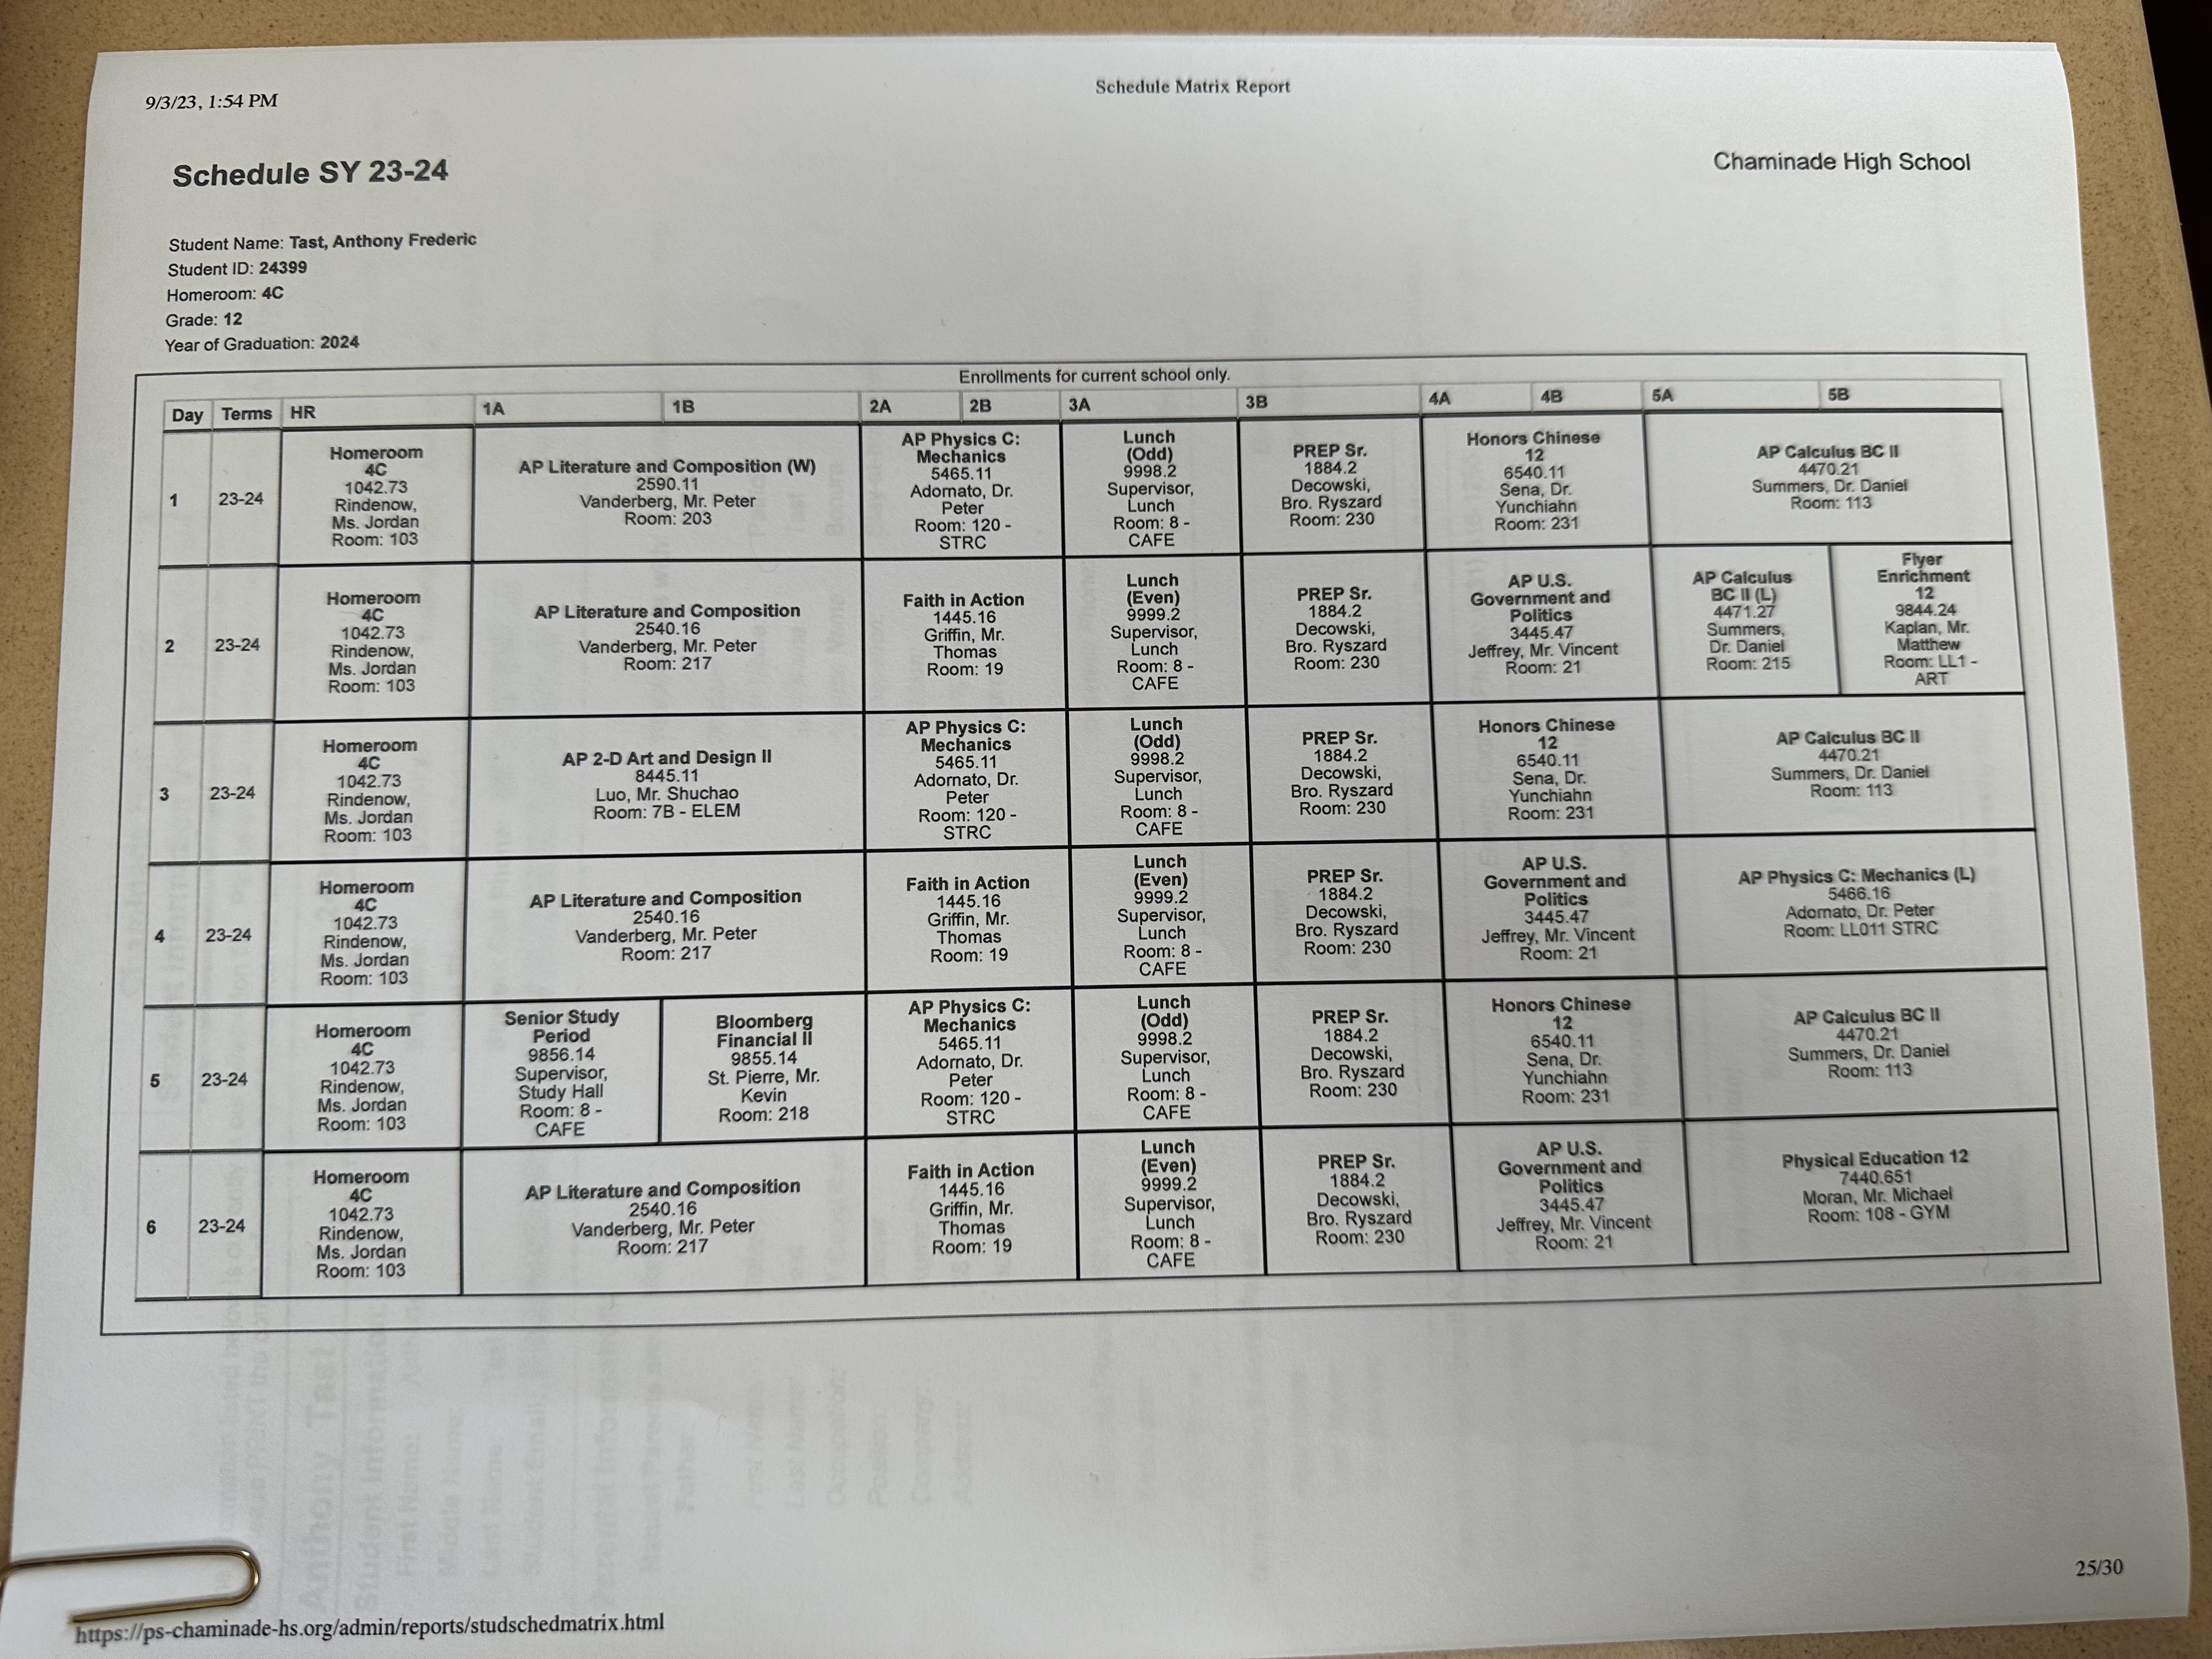 9/3/23, 1:54 PM
Schedule Matrix Report
Schedule SY 23-24
Chaminade High School
Student Name: Tast, Anthony Frederic
Student ID: 24399
Homeroom: 4C
Grade: 12
Year of Graduation: 2024
Enrollments for current school only.
Day Terms HR 1A 1B 2A 2B 3A 3B 4A 4B 5A 5B
1
23-24
Homeroom
4C
1042.73
Rindenow,
Ms. Jordan
Room: 103
AP Literature and Composition (W)
2590.11
Vanderberg, Mr. Peter
Room: 203
AP Physics C:
Mechanics
5465.11
Adomato, Dr.
Peter
Room: 120 -
STRC
Lunch
(Odd)
9998.2
Supervisor,
Lunch
Room: 8 -
CAFE
PREP Sr.
1884.2
Decowski,
Bro. Ryszard
Room: 230
Honors Chinese
12
6540.11
Sena, Dr.
Yunchiahn
Room: 231
AP Calculus BC II
4470.21
Summers, Dr. Daniel
Room: 113
2
23-24
Homeroom
4C
1042.73
Rindenow,
Ms. Jordan
Room: 103
AP Literature and Composition
2540.16
Vanderberg, Mr. Peter
Room: 217
Faith in Action
1445.16
Griffin, Mr.
Thomas
Room: 19
Lunch
(Even)
9999.2
Supervisor,
Lunch
Room: 8 -
CAFE
PREP Sr.
1884.2
Decowski,
Bro. Ryszard
Room: 230
AP U.S.
Government and
Politics
3445.47
Jeffrey, Mr. Vincent
Room: 21
AP Calculus
BC II (L)
4471.27
Summers,
Dr. Daniel
Room: 215
Flyer
Enrichment
12
9844.24
Kaplan, Mr.
Matthew
Room: LL1 -
ART
3
23-24
Homeroom
4C
1042.73
Rindenow,
Ms. Jordan
Room: 103
AP 2-D Art and Design II
8445.11
Luo, Mr. Shuchao
Room: 7B - ELEM
AP Physics C:
Mechanics
5465.11
Adomato, Dr.
Peter
Room: 120 -
STRC
Lunch
(Odd)
9998.2
Supervisor,
Lunch
Room: 8 -
CAFE
PREP Sr.
1884.2
Decowski,
Bro. Ryszard
Room: 230
Honors Chinese
12
6540.11
Sena, Dr.
Yunchiahn
Room: 231
AP Calculus BC II
4470.21
Summers, Dr. Daniel
Room: 113
4
23-24
Homeroom
4C
1042.73
Rindenow,
Ms. Jordan
Room: 103
AP Literature and Composition
2540.16
Vanderberg, Mr. Peter
Room: 217
Faith in Action
1445.16
Griffin, Mr.
Thomas
Room: 19
Lunch
(Even)
9999.2
Supervisor,
Lunch
Room: 8 -
CAFE
PREP Sr.
1884.2
Decowski,
Bro. Ryszard
Room: 230
AP U.S.
Government and
Politics
3445.47
Jeffrey, Mr. Vincent
Room: 21
AP Physics C: Mechanics (L)
5466.16
Adomato, Dr. Peter
Room: LL011 STRC
5
23-24
Homeroom
4C
1042.73
Rindenow,
Ms. Jordan
Room: 103
Senior Study
Period
9856.14
Supervisor,
Study Hall
Room: 8 -
CAFE
Bloomberg
Financial II
9855.14
St. Pierre, Mr.
Kevin
Room: 218
AP Physics C:
Mechanics
5465.11
Adomato, Dr.
Peter
Room: 120 -
STRC
Lunch
(Odd)
9998.2
Supervisor,
Lunch
Room: 8 -
CAFE
PREP Sr.
1884.2
Decowski,
Bro. Ryszard
Room: 230
Honors Chinese
12
6540.11
Sena, Dr.
Yunchiahn
Room: 231
AP Calculus BC II
4470.21
Summers, Dr. Daniel
Room: 113
6
23-24
Homeroom
4C
1042.73
Rindenow,
Ms. Jordan
Room: 103
AP Literature and Composition
2540.16
Vanderberg, Mr. Peter
Room: 217
Faith in Action
1445.16
Griffin, Mr.
Thomas
Room: 19
Lunch
(Even)
9999.2
Supervisor,
Lunch
Room: 8 -
CAFE
PREP Sr.
1884.2
Decowski,
Bro. Ryszard
Room: 230
AP U.S.
Government and
Politics
3445.47
Jeffrey, Mr. Vincent
Room: 21
Physical Education 12
7440.651
Moran, Mr. Michael
Room: 108 - GYM
https://ps-chaminade-hs.org/admin/reports/studschedmatrix.html
25/30